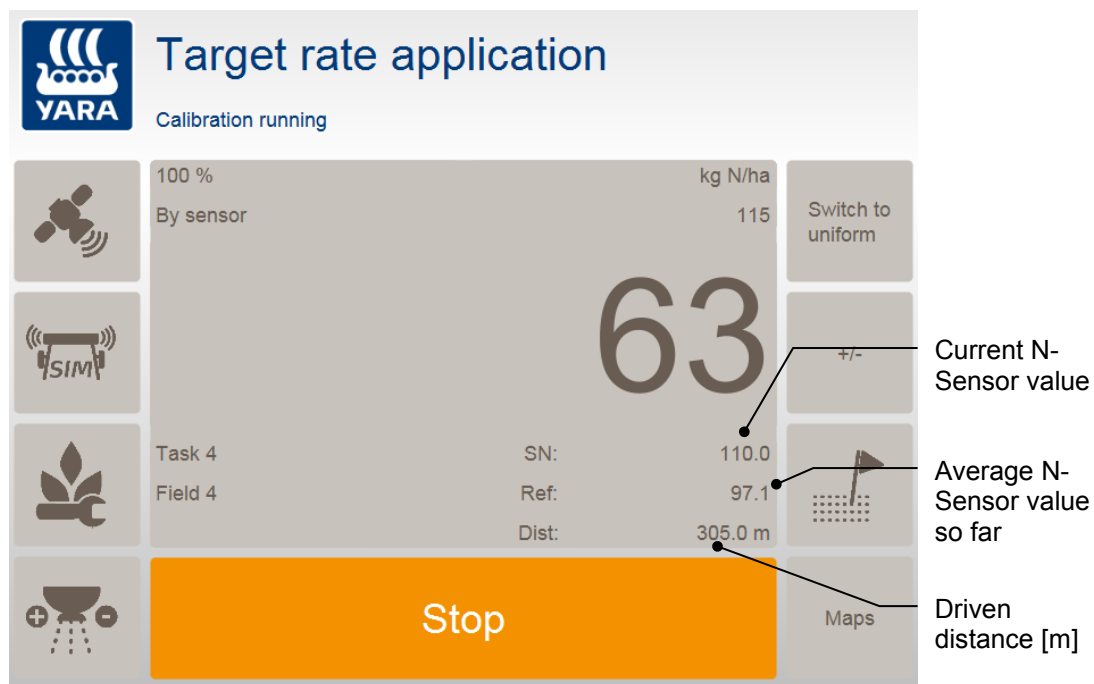 YARA
Target rate application
Calibration running
100 %
kg N/ha
By sensor
115
Switch to
uniform
63
SIM
+/-
Current N-
Sensor value
Task 4
SN:
110.0
Field 4
Ref:
97.1
Average N-
Sensor value
so far
Dist:
305.0 m
Stop
Maps
Driven
distance [m]